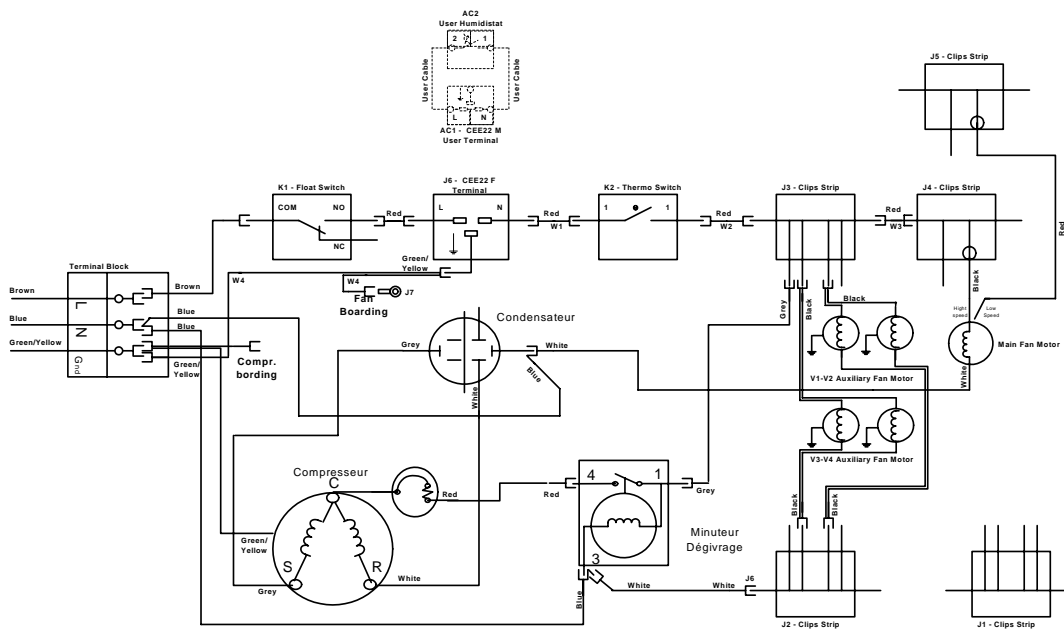 AC2
User Humidistat
2 1
User Cable
User Cable
L N
AC1 - CEE22 M
User Terminal
J5 - Clips Strip
K1 - Float Switch
J6 - CEE22 F
Terminal
K2 - Thermo Switch
J3 - Clips Strip
J4 - Clips Strip
COM NO
NC
L N
1 1
Red
Red
W1
Red
W2
Red
W3
Red
Terminal Block
Brown
Brown
L
W4
Green/
Yellow
W4
J7
Fan
Boarding
Grey
Black
Black
Black
Hight
speed
Low
Speed
Blue
Blue
Blue
N
Green/Yellow
Gnd
Green/
Yellow
Compr.
bording
Condensateur
Grey
White
Blue
White
Main Fan Motor
White
V1-V2 Auxiliary Fan Motor
V3-V4 Auxiliary Fan Motor
Compresseur
C
Red
Red
4 1
Grey
Black
Black
Green/
Yellow
S R
Grey
White
Minuteur
Dégivrage
3
Blue
White
White
J6
J2 - Clips Strip
J1 - Clips Strip